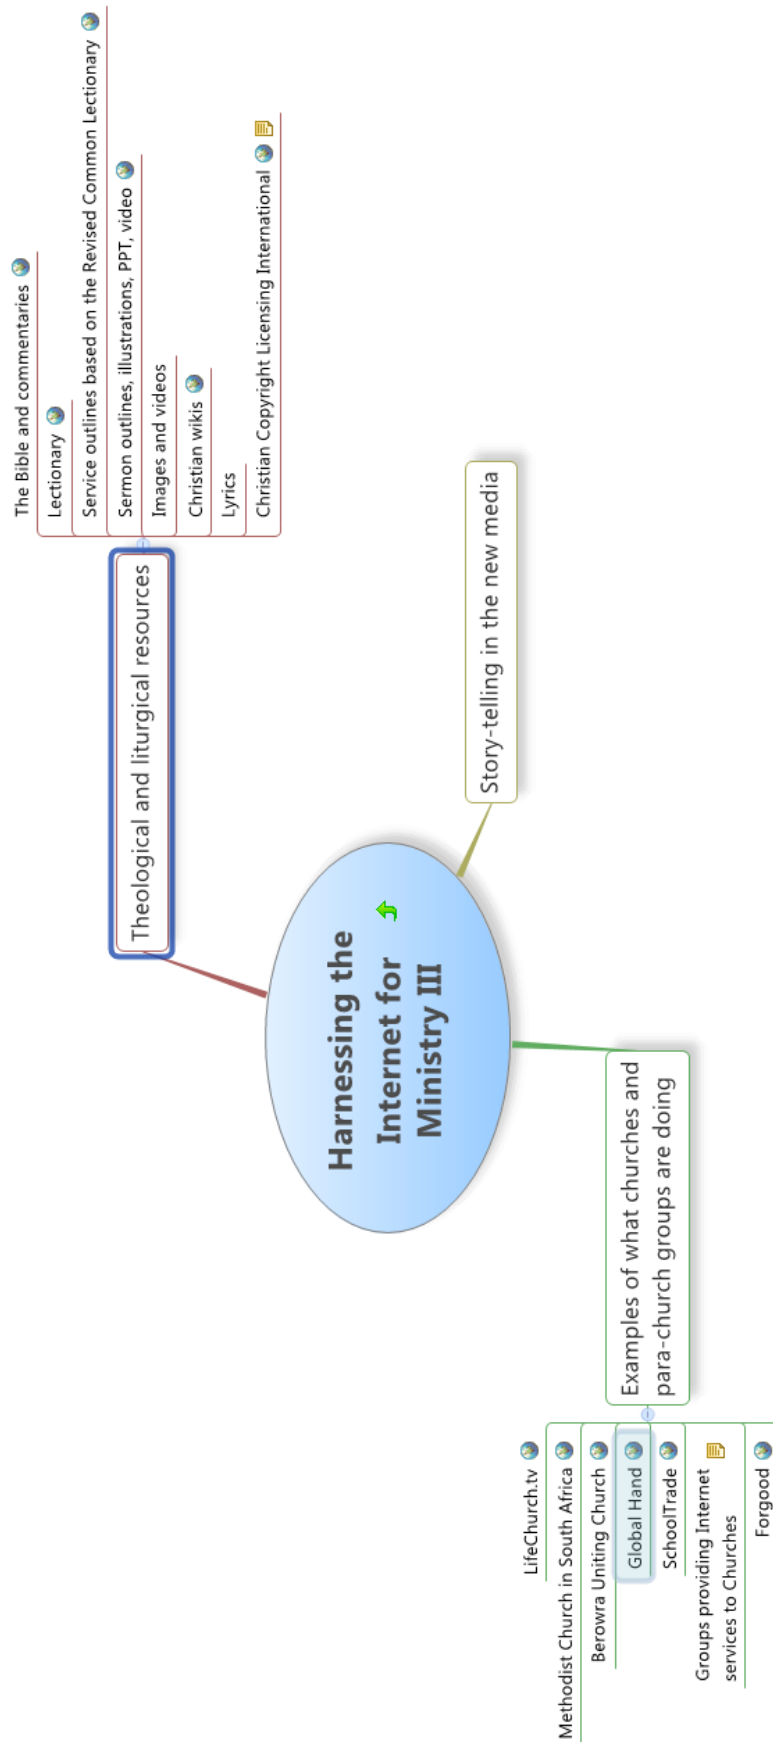 Harnessing the
Internet for
Ministry III
Theological and liturgical resources
The Bible and commentaries
Lectionary
Service outlines based on the Revised Common Lectionary
Sermon outlines, illustrations, PPT, video
Images and videos
Christian wikis
Lyrics
Christian Copyright Licensing International
Story-telling in the new media
Examples of what churches and
para-church groups are doing
LifeChurch.tv
Methodist Church in South Africa
Berowra Uniting Church
Global Hand
SchoolTrade
Groups providing Internet
services to Churches
Forgood